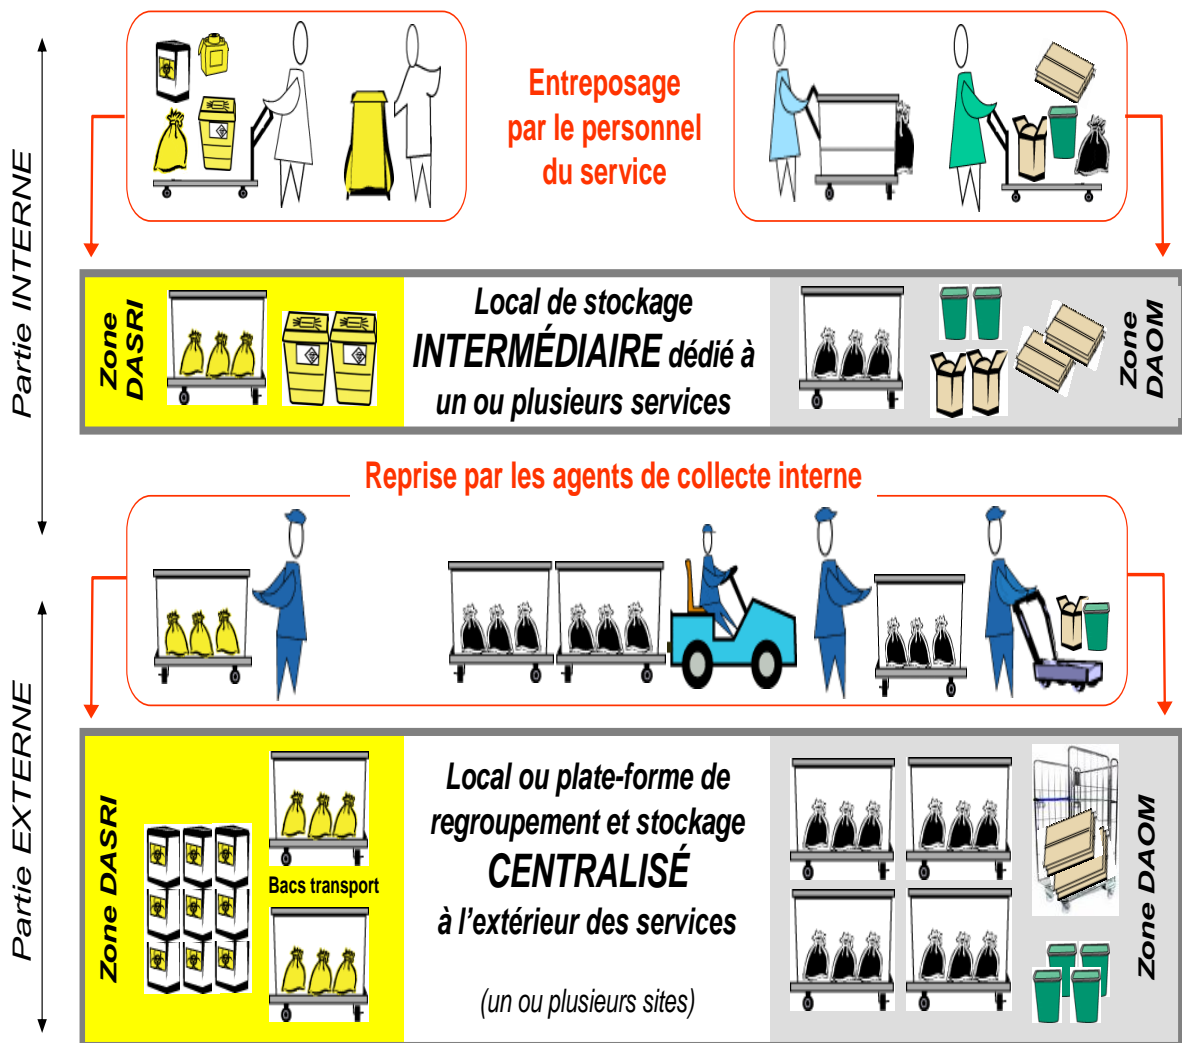 Entreposage
par le personnel
du service
Partie INTERNE
Zone
DASRI
Local de stockage
INTERMÉDIAIRE dédié à
un ou plusieurs services
Zone
DAOM
Reprise par les agents de collecte interne
Partie EXTERNE
Zone DASRI
Bacs transport
Local ou plate-forme de
regroupement et stockage
CENTRALISÉ
à l'extérieur des services
(un ou plusieurs sites)
Zone DAOM